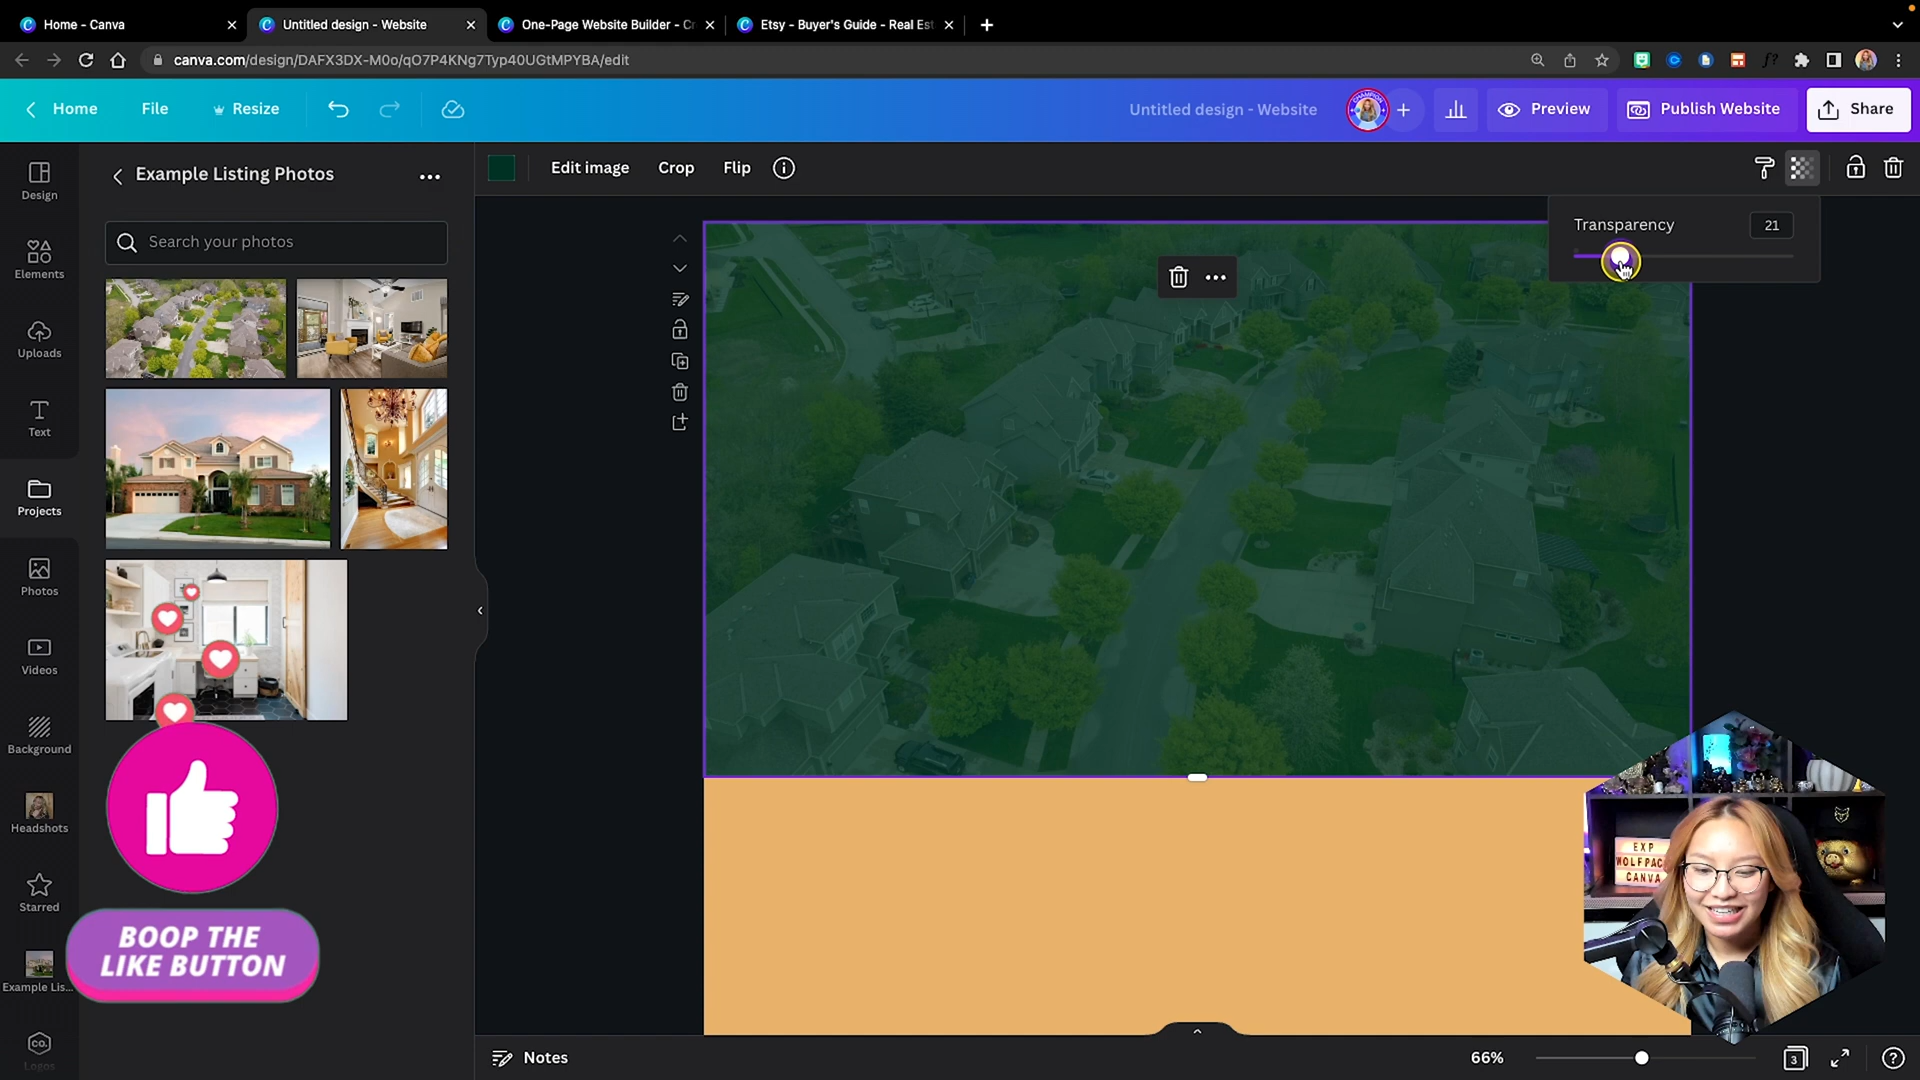 Home - Canva
Untitled design - Website
One-Page Website Builder - Cr
Etsy - Buyer's Guide - Real Est
canva.com/design/DAFX3DX-M0o/qO7P4KNg7Typ40UGtMPYBA/edit
Home
File
Resize
Untitled design - Website
Preview
Publish Website
Share
Design
Elements
Uploads
Text
Projects
Photos
Videos
Background
Headshots
Starred
Example Lis...
Logos
Example Listing Photos
Search your photos
Edit image
Crop
Flip
Transparency
21
BOOP THE
LIKE BUTTON
EXP
WOLFPAC
CANVA
Notes
66%
3